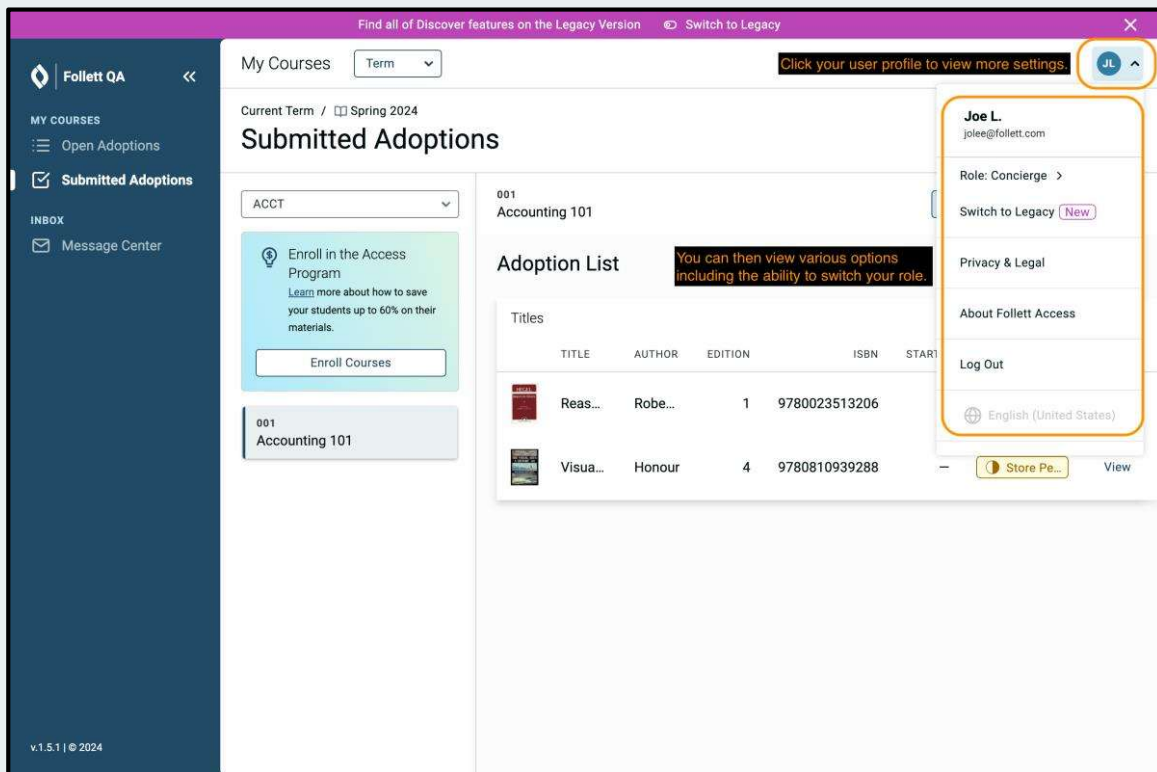 Find all of Discover features on the Legacy Version Switch to Legacy
Follett QA
MY COURSES
Open Adoptions
Submitted Adoptions
INBOX
Message Center
v.1.5.1 | © 2024
My Courses Term
Click your user profile to view more settings.
JL
Current Term / Spring 2024
Submitted Adoptions
ACCT
Enroll in the Access
Program
Learn more about how to save
your students up to 60% on their
materials.
Enroll Courses
001
Accounting 101
001
Accounting 101
Adoption List
You can then view various options
including the ability to switch your role.
Titles
TITLE AUTHOR EDITION ISBN START
Reas... Robe... 1 9780023513206
Visua... Honour 4 9780810939288 – Store Pe... View
Joe L.
jolee@follett.com
Role: Concierge >
Switch to Legacy New
Privacy & Legal
About Follett Access
Log Out
English (United States)